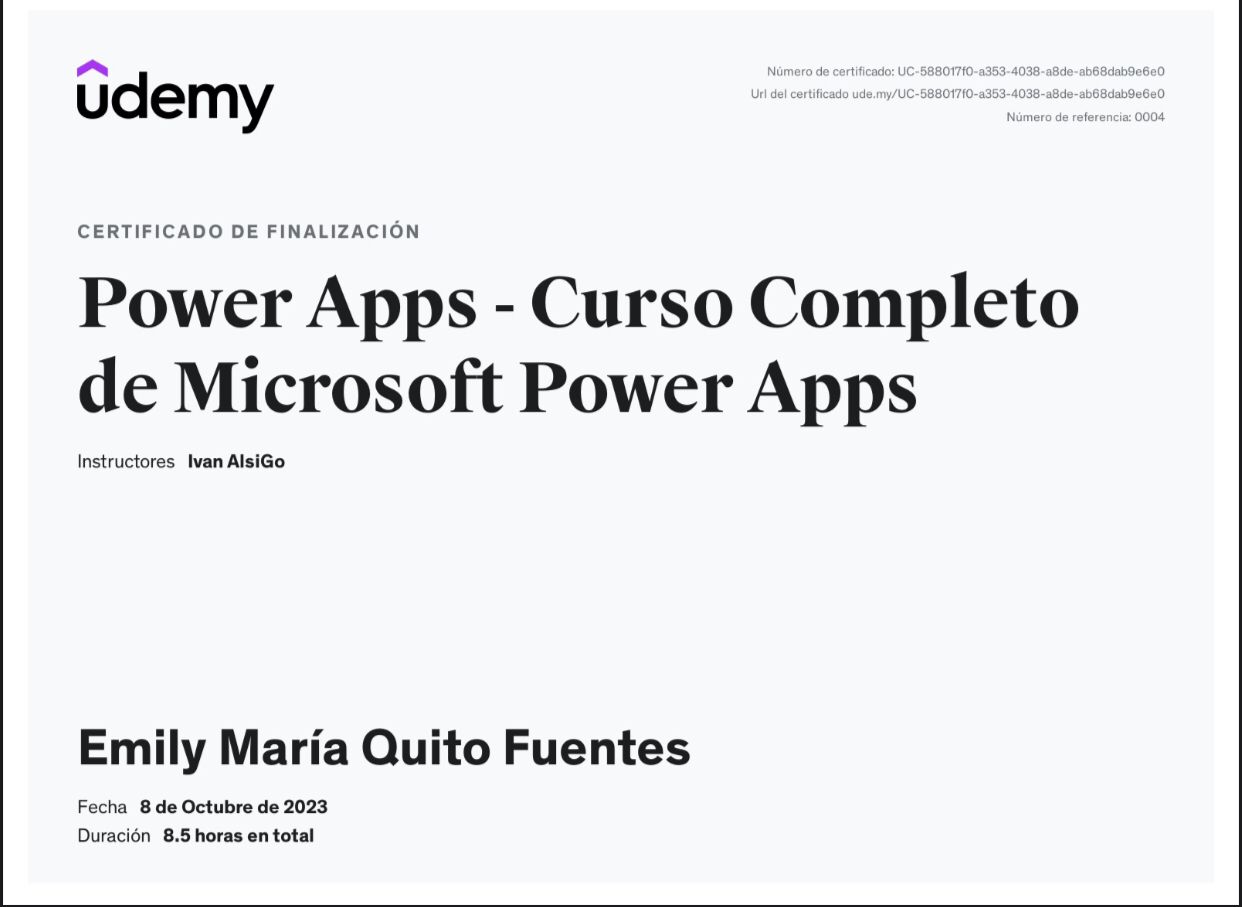 udemy
Número de certificado: UC-588017f0-a353-4038-a8de-ab68dab9e6e0
Url del certificado ude.my/UC-588017f0-a353-4038-a8de-ab68dab9e6e0
Número de referencia: 0004
CERTIFICADO DE FINALIZACIÓN
Power Apps - Curso Completo
de Microsoft Power Apps
Instructores Ivan AlsiGo
Emily María Quito Fuentes
Fecha 8 de Octubre de 2023
Duración 8.5 horas en total